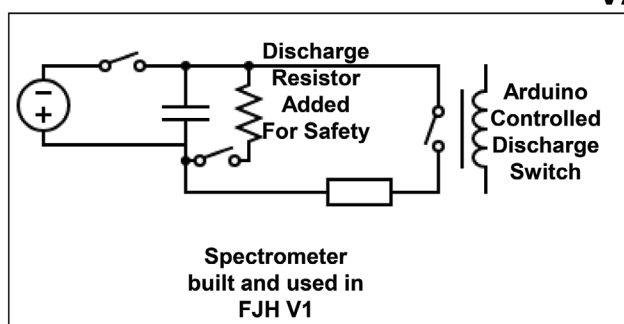 Discharge
Resistor
Added
For Safety
Arduino
Controlled
Discharge
Switch
Spectrometer
built and used in
FJH V1